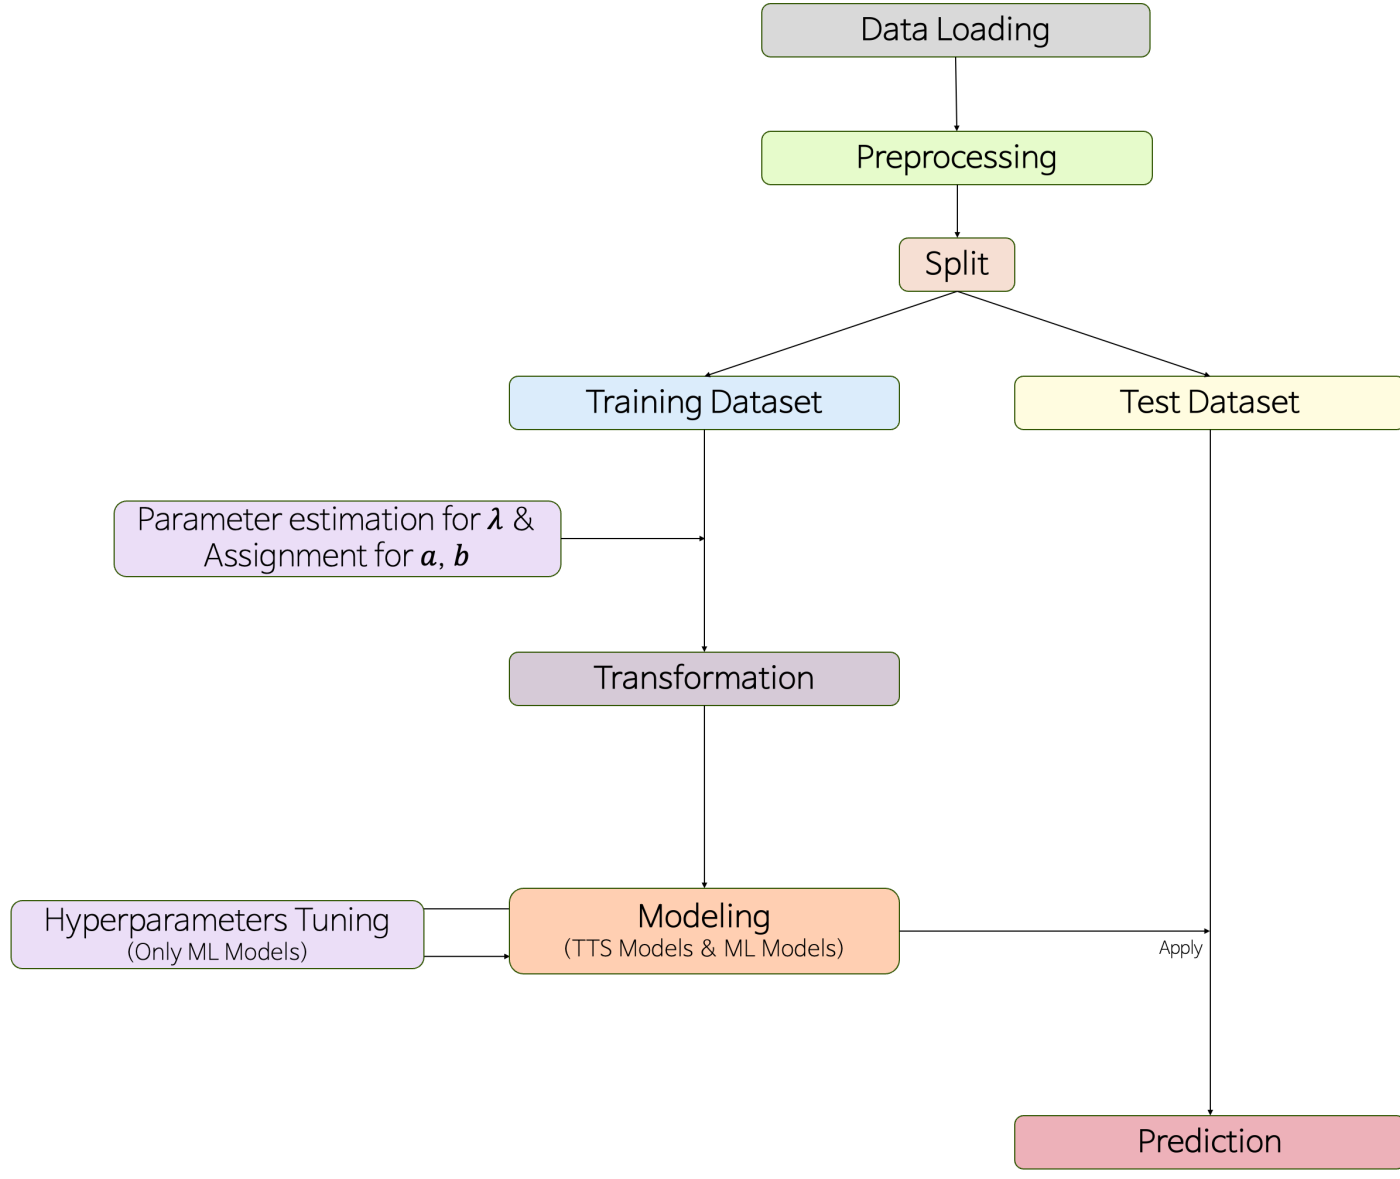 Data Loading
Preprocessing
Split
Training Dataset
Test Dataset
Parameter estimation for λ &
Assignment for a, b
Transformation
Hyperparameters Tuning
(Only ML Models)
Modeling
(TTS Models & ML Models)
Apply
Prediction